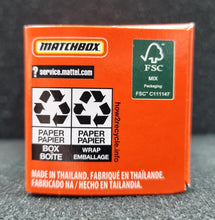 MATCHBOX
? service.mattel.com
FSC
MIX
Packaging
FSC® C111147
PAPER PAPIER
PAPER PAPIER
BOX BOÎTE
WRAP EMBALLAGE
how2recycle.info
MADE IN THAILAND. FABRIQUÉ EN THAÏLANDE.
FABRICADO NA / HECHO EN TAILANDIA.